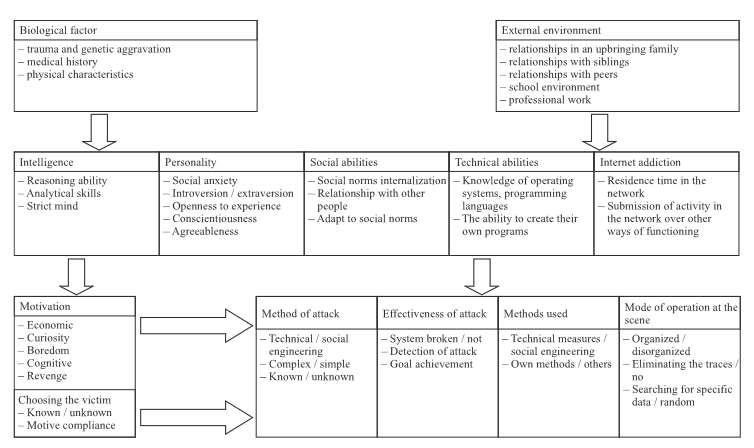 Biological factor
– trauma and genetic aggravation
– medical history
– physical characteristics
External environment
– relationships in an upbringing family
– relationships with siblings
– relationships with peers
– school environment
– professional work
Intelligence
– Reasoning ability
– Analytical skills
– Strict mind
Personality
– Social anxiety
– Introversion / extraversion
– Openness to experience
– Conscientiousness
– Agreeableness
Social abilities
– Social norms internalization
– Relationship with other
people
– Adapt to social norms
Technical abilities
– Knowledge of operating
systems, programming
languages
– The ability to create their
own programs
Internet addiction
– Residence time in the
network
– Submission of activity in
the network over other
ways of functioning
Motivation
– Economic
– Curiosity
– Boredom
– Cognitive
– Revenge
Choosing the victim
– Known / unknown
– Motive compliance
Method of attack
– Technical / social
engineering
– Complex / simple
– Known / unknown
Effectiveness of attack
– System broken / not
– Detection of attack
– Goal achievement
Methods used
– Technical measures /
social engineering
– Own methods / others
Mode of operation at the
scene
– Organized /
disorganized
– Eliminating the traces /
no
– Searching for specific
data / random